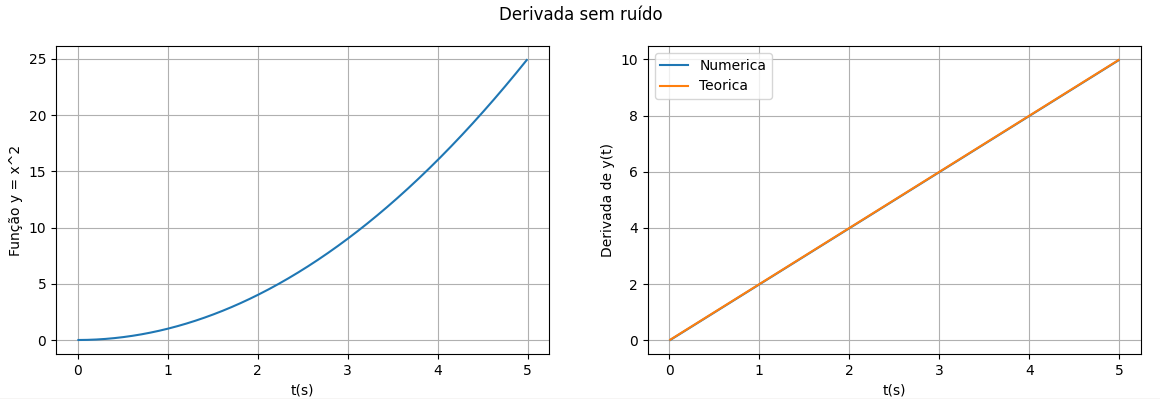 Derivada sem ruído
Função y = x^2
25
20
15
10
5
0
0 1 2 3 4 5
t(s)
Derivada de y(t)
10
8
6
4
2
0
Numerica
Teorica
0 1 2 3 4 5
t(s)